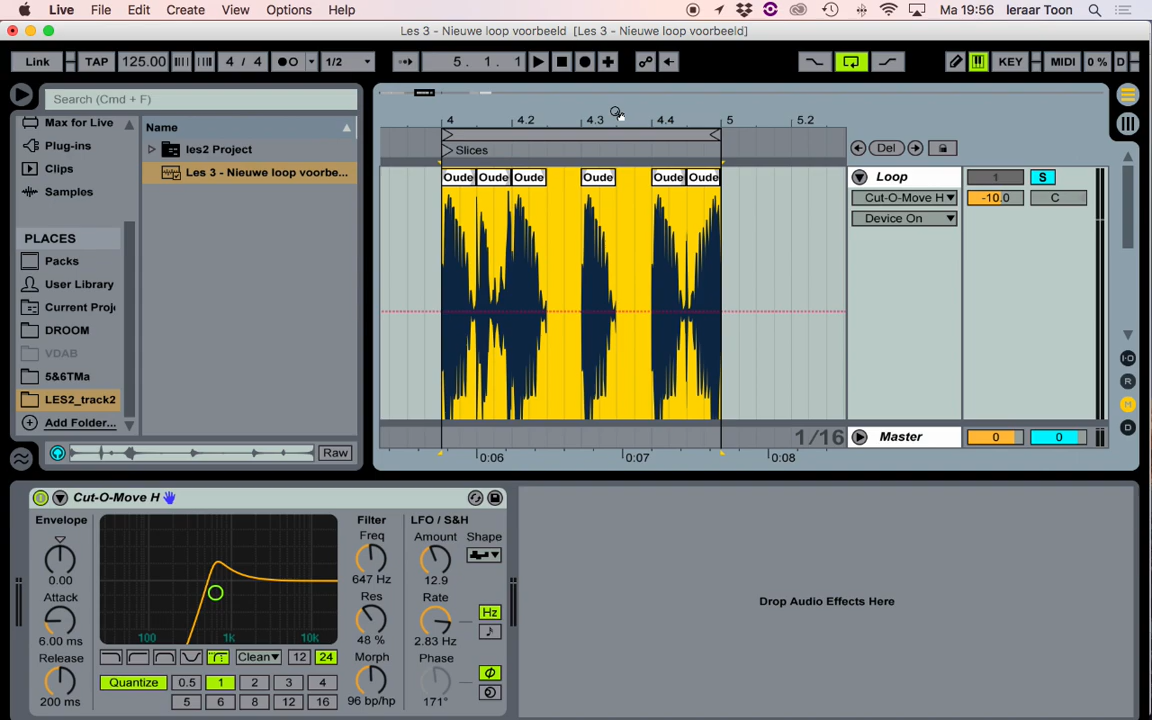 Live File Edit Create View Options Help Ma 19:56 leraar Toon
Les 3 - Nieuwe loop voorbeeld [Les 3 - Nieuwe loop voorbeeld]
Link TAP 125.00 4 / 4 1/2 5. 1. 1 KEY MIDI 0 % D
Search (Cmd + F)
Max for Live
Plug-ins
Clips
Samples
PLACES
Packs
User Library
Current Proje
DROOM
VDAB
5&6TMa
LES2_track2
Add Folder...
Name
les2 Project
Les 3 - Nieuwe loop voorbe...
Raw
4 4.2 4.3 4.4 5 5.2
Slices
Del
Oude Oude Oude Oude Oude Oude
Loop
Cut-O-Move H
Device On
1 S
-10.0 C
1/16
Master 0 0
0:06 0:07 0:08
I·O
R
H
D
Cut-O-Move H
Envelope
0.00
Attack
6.00 ms
Release
200 ms
100 1K 10K
Clean 12 24
Quantize 0.5 1 2 3 4
5 6 8 12 16
Filter
Freq
647 Hz
Res
48 %
Morph
96 bp/hp
LFO / S&H
Amount Shape
12.9
Rate
Hz
2.83 Hz
Phase
171°
Drop Audio Effects Here